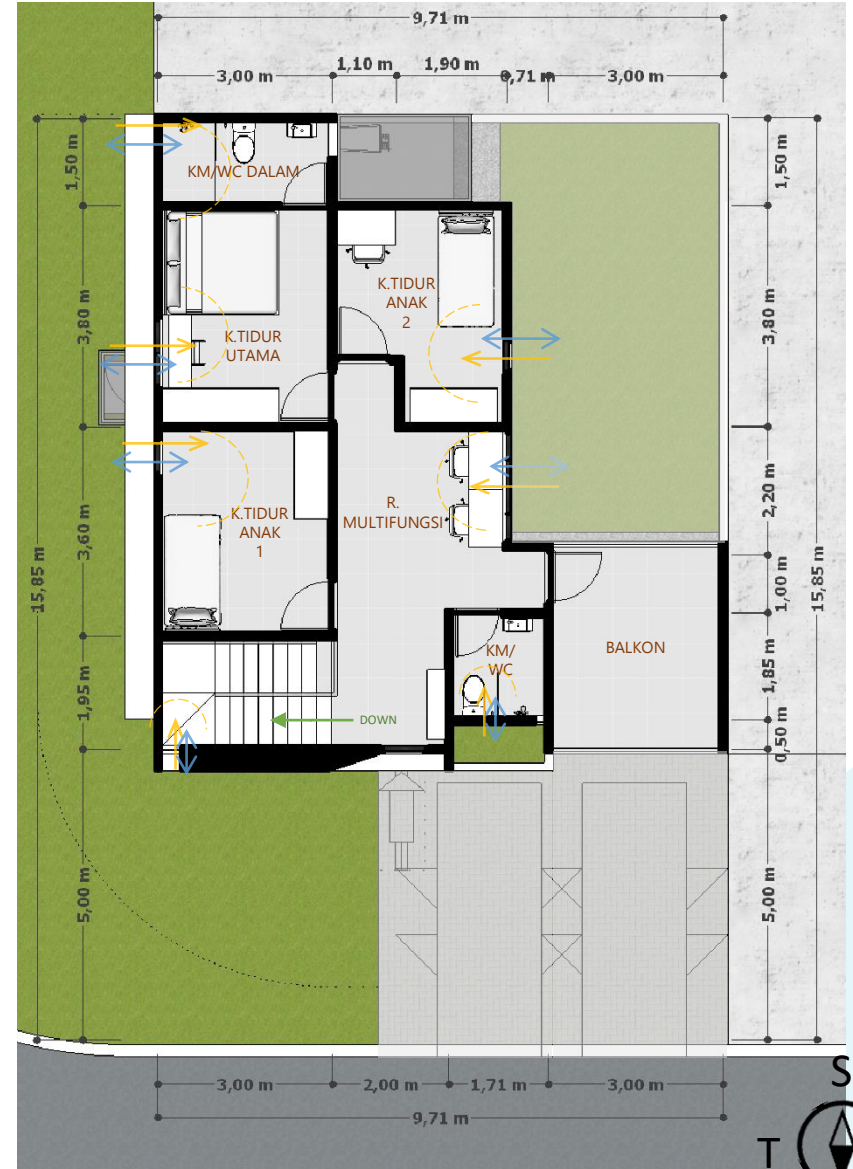 9,71 m
3,00 m
1,10 m
1,90 m
0,71 m
3,00 m
1,50 m
3,80 m
3,60 m
1,95 m
5,00 m
15,85 m
KM/WC DALAM
K.TIDUR
UTAMA
K.TIDUR
ANAK
2
K.TIDUR
ANAK
1
R.
MULTIFUNGSI
KM/
WC
BALKON
DOWN
1,50 m
3,80 m
2,20 m
1,00 m
1,85 m
0,50 m
5,00 m
15,85 m
3,00 m
2,00 m
1,71 m
3,00 m
9,71 m
S
T